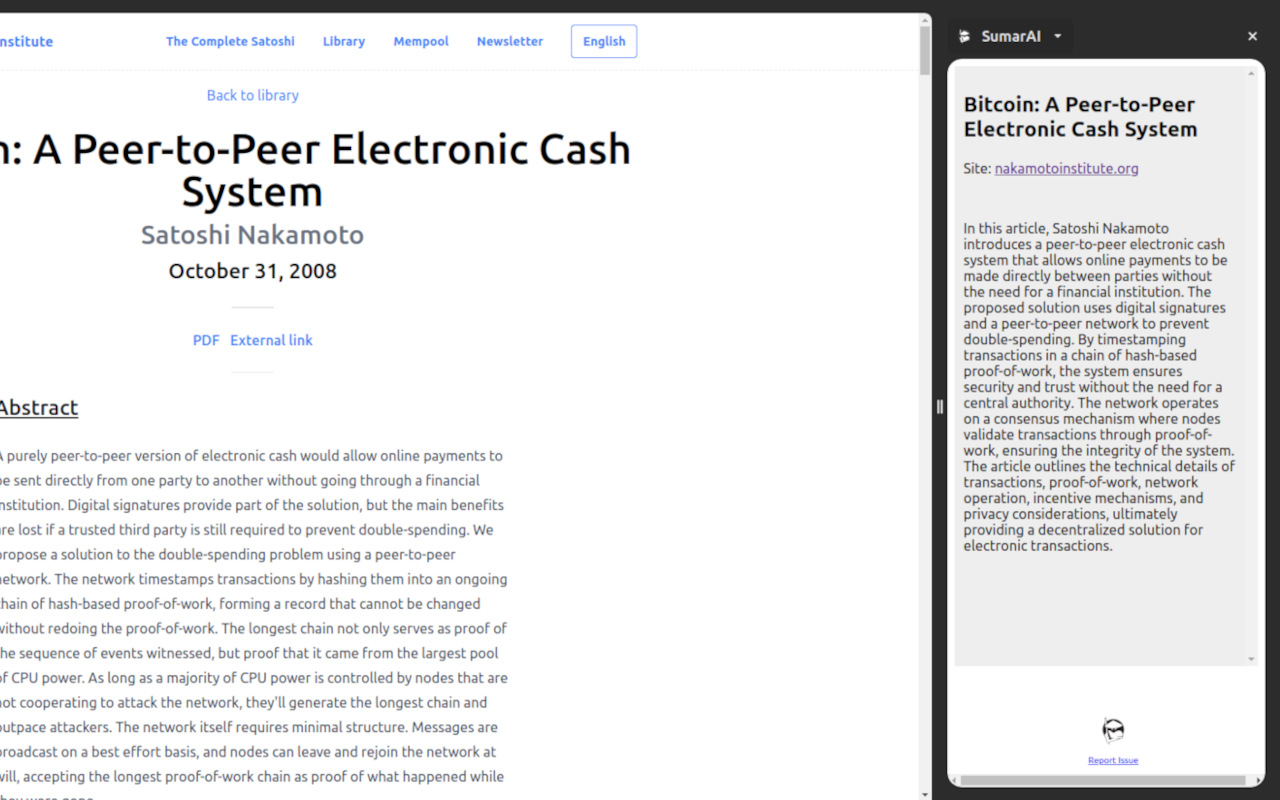 nstitute The Complete Satoshi Library Mempool Newsletter English
Back to library
n: A Peer-to-Peer Electronic Cash
System
Satoshi Nakamoto
October 31, 2008
PDF External link
Abstract
A purely peer-to-peer version of electronic cash would allow online payments to
be sent directly from one party to another without going through a financial
institution. Digital signatures provide part of the solution, but the main benefits
are lost if a trusted third party is still required to prevent double-spending. We
propose a solution to the double-spending problem using a peer-to-peer
network. The network timestamps transactions by hashing them into an ongoing
chain of hash-based proof-of-work, forming a record that cannot be changed
without redoing the proof-of-work. The longest chain not only serves as proof of
the sequence of events witnessed, but proof that it came from the largest pool
of CPU power. As long as a majority of CPU power is controlled by nodes that are
not cooperating to attack the network, they'll generate the longest chain and
outpace attackers. The network itself requires minimal structure. Messages are
broadcast on a best effort basis, and nodes can leave and rejoin the network at
will, accepting the longest proof-of-work chain as proof of what happened while
they were gone
SumarAI
Bitcoin: A Peer-to-Peer
Electronic Cash System
Site: nakamotoinstitute.org
In this article, Satoshi Nakamoto
introduces a peer-to-peer electronic cash
system that allows online payments to be
made directly between parties without
the need for a financial institution. The
proposed solution uses digital signatures
and a peer-to-peer network to prevent
double-spending. By timestamping
transactions in a chain of hash-based
proof-of-work, the system ensures
security and trust without the need for a
central authority. The network operates
on a consensus mechanism where nodes
validate transactions through proof-of-
work, ensuring the integrity of the system.
The article outlines the technical details of
transactions, proof-of-work, network
operation, incentive mechanisms, and
privacy considerations, ultimately
providing a decentralized solution for
electronic transactions.
Report Issue